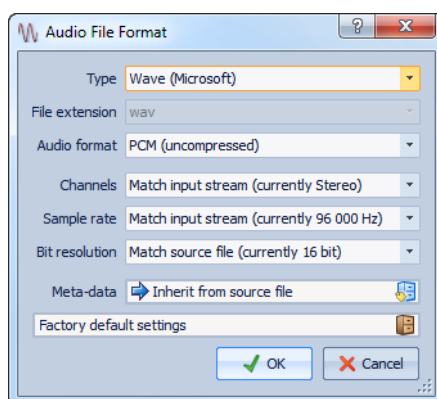 Audio File Format
Type Wave (Microsoft)
File extension wav
Audio format PCM (uncompressed)
Channels Match input stream (currently Stereo)
Sample rate Match input stream (currently 96 000 Hz)
Bit resolution Match source file (currently 16 bit)
Meta-data Inherit from source file
Factory default settings
OK Cancel